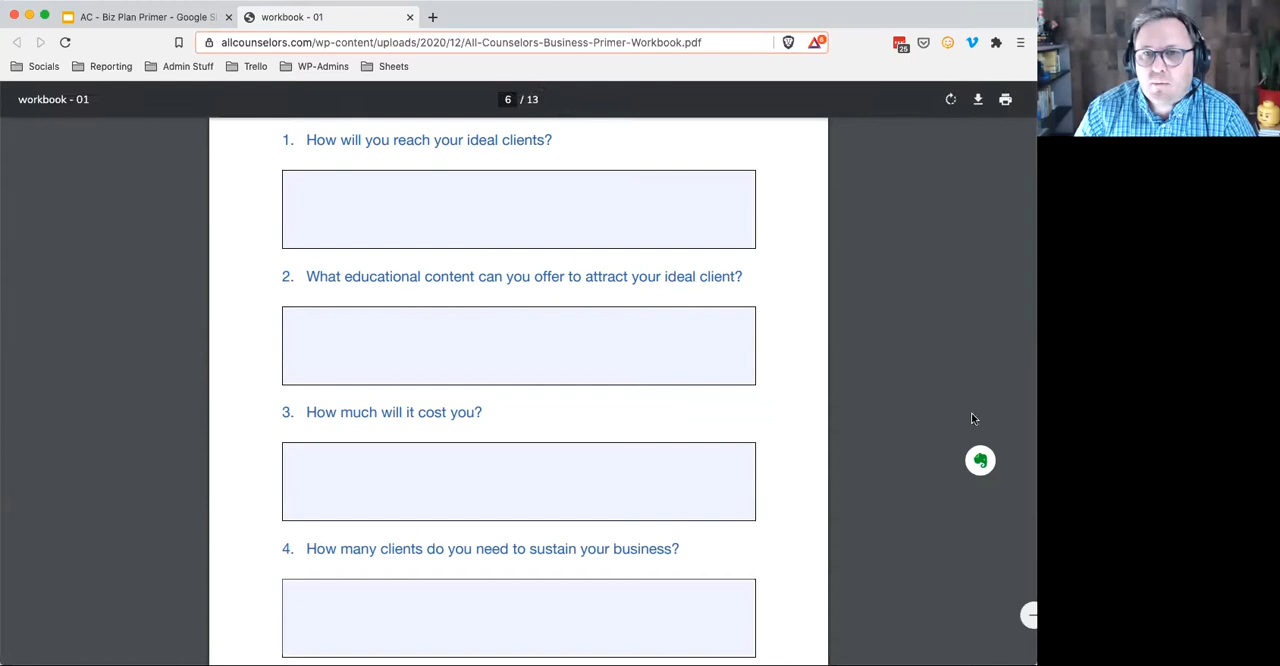 AC - Biz Plan Primer - Google Sl
workbook - 01
allcounselors.com/wp-content/uploads/2020/12/All-Counselors-Business-Primer-Workbook.pdf
25
6
Socials
Reporting
Admin Stuff
Trello
WP-Admins
Sheets
workbook - 01
6 / 13
1. How will you reach your ideal clients?
2. What educational content can you offer to attract your ideal client?
3. How much will it cost you?
4. How many clients do you need to sustain your business?